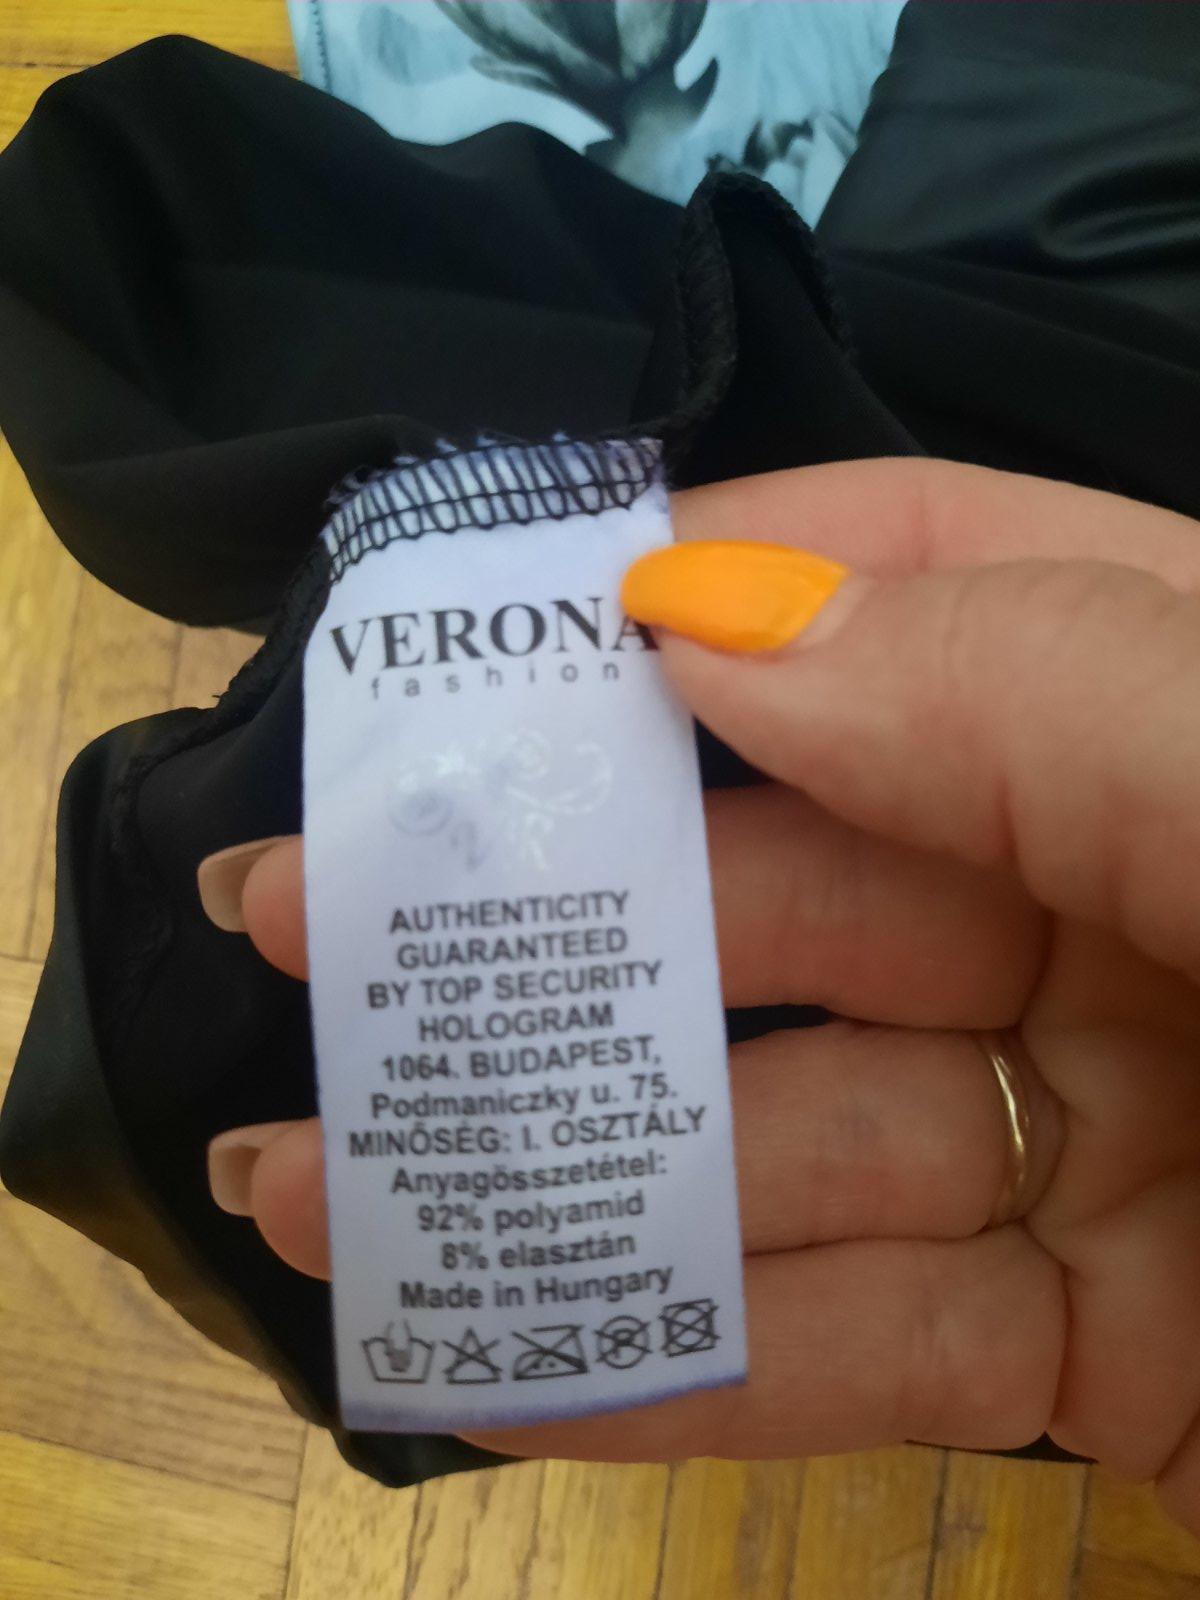 VERONA
fashion
AUTHENTICITY
GUARANTEED
BY TOP SECURITY
HOLOGRAM
1064. BUDAPEST,
Podmaniczky u. 75.
MINŐSÉG: I. OSZTÁLY
Anyagösszetétel:
92% polyamid
8% elasztán
Made in Hungary